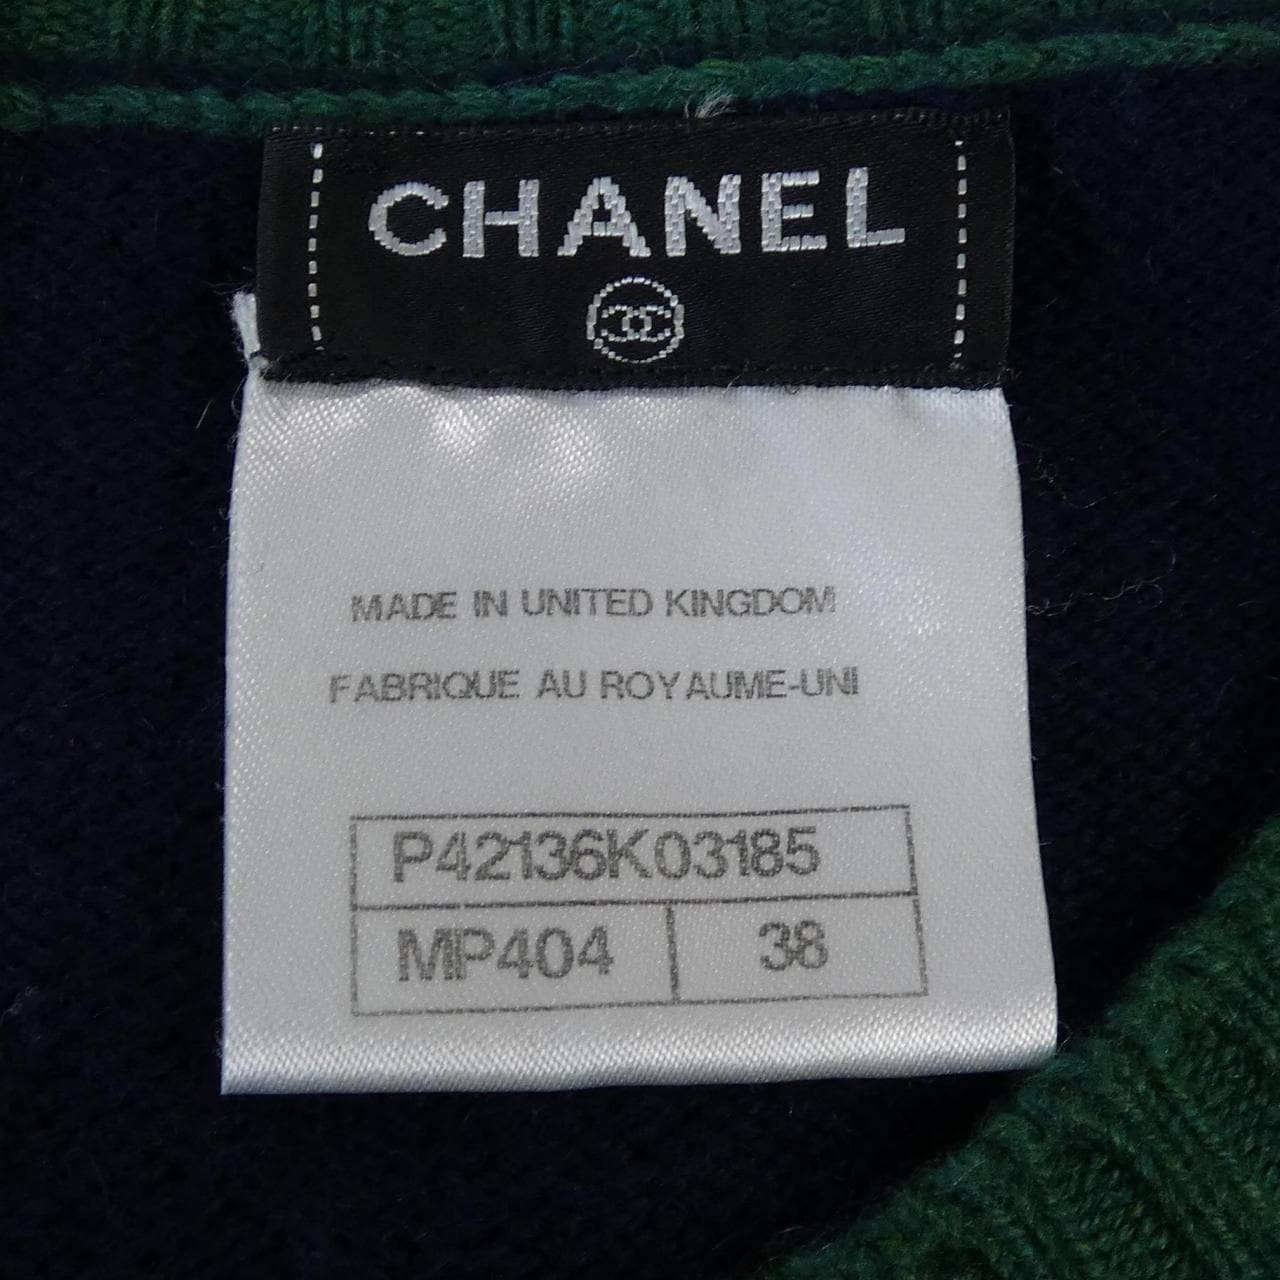 CHANEL
MADE IN UNITED KINGDOM
FABRIQUE AU ROYAUME-UNI
P42136K03185
MP404 38